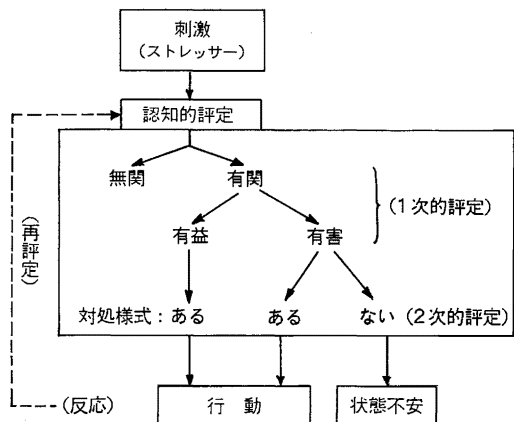 刺激
(ストレッサー)
認知的評定
無関 有関
(1次的評定)
有益 有害
(再評定)
対処様式：ある ある ない (2次的評定)
(反応) 行動 状態不安